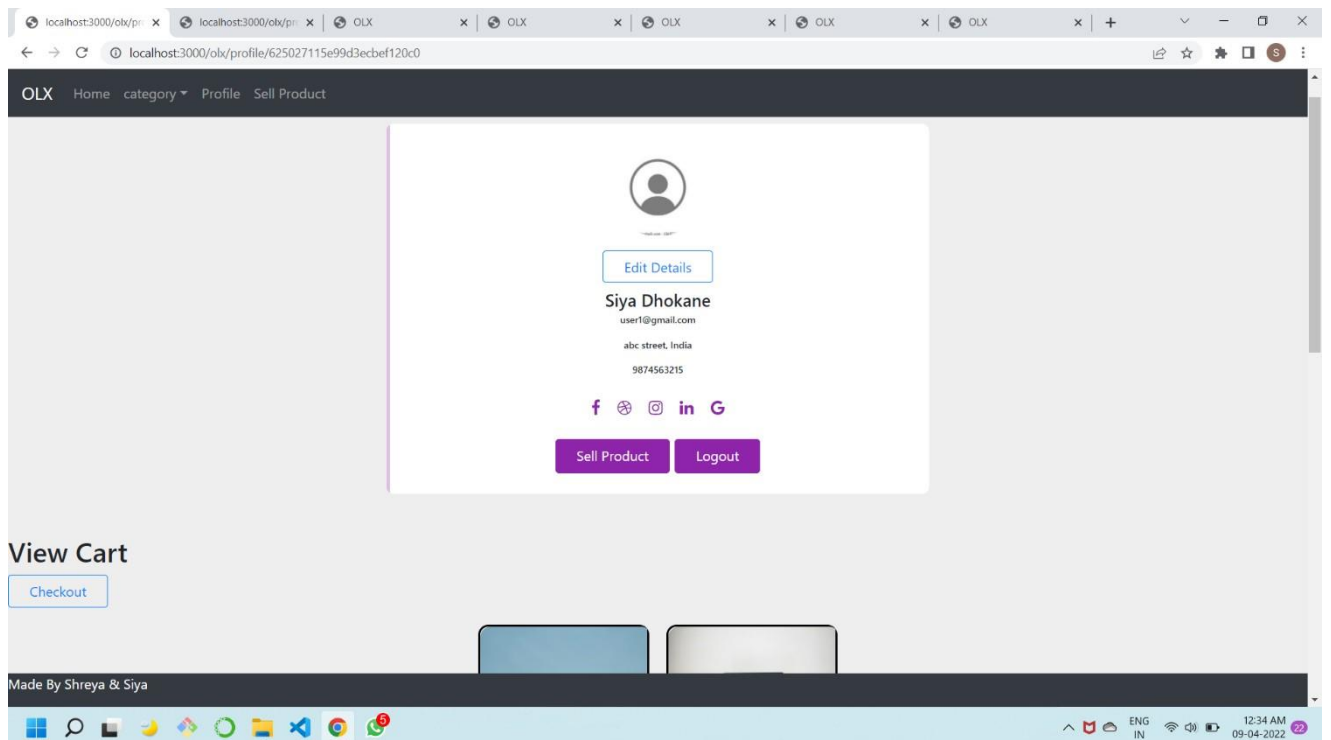 localhost:3000/olx/pr
localhost:3000/olx/pr
OLX
OLX
OLX
OLX
OLX
localhost:3000/olx/profile/625027115e99d3ecbef120c0
S
OLX Home category Profile Sell Product
Edit Details
Siya Dhokane
user1@gmail.com
abc street, India
9874563215
f in G
Sell Product Logout
View Cart
Checkout
Made By Shreya & Siya
5
ENG
IN
12:34 AM
09-04-2022
22